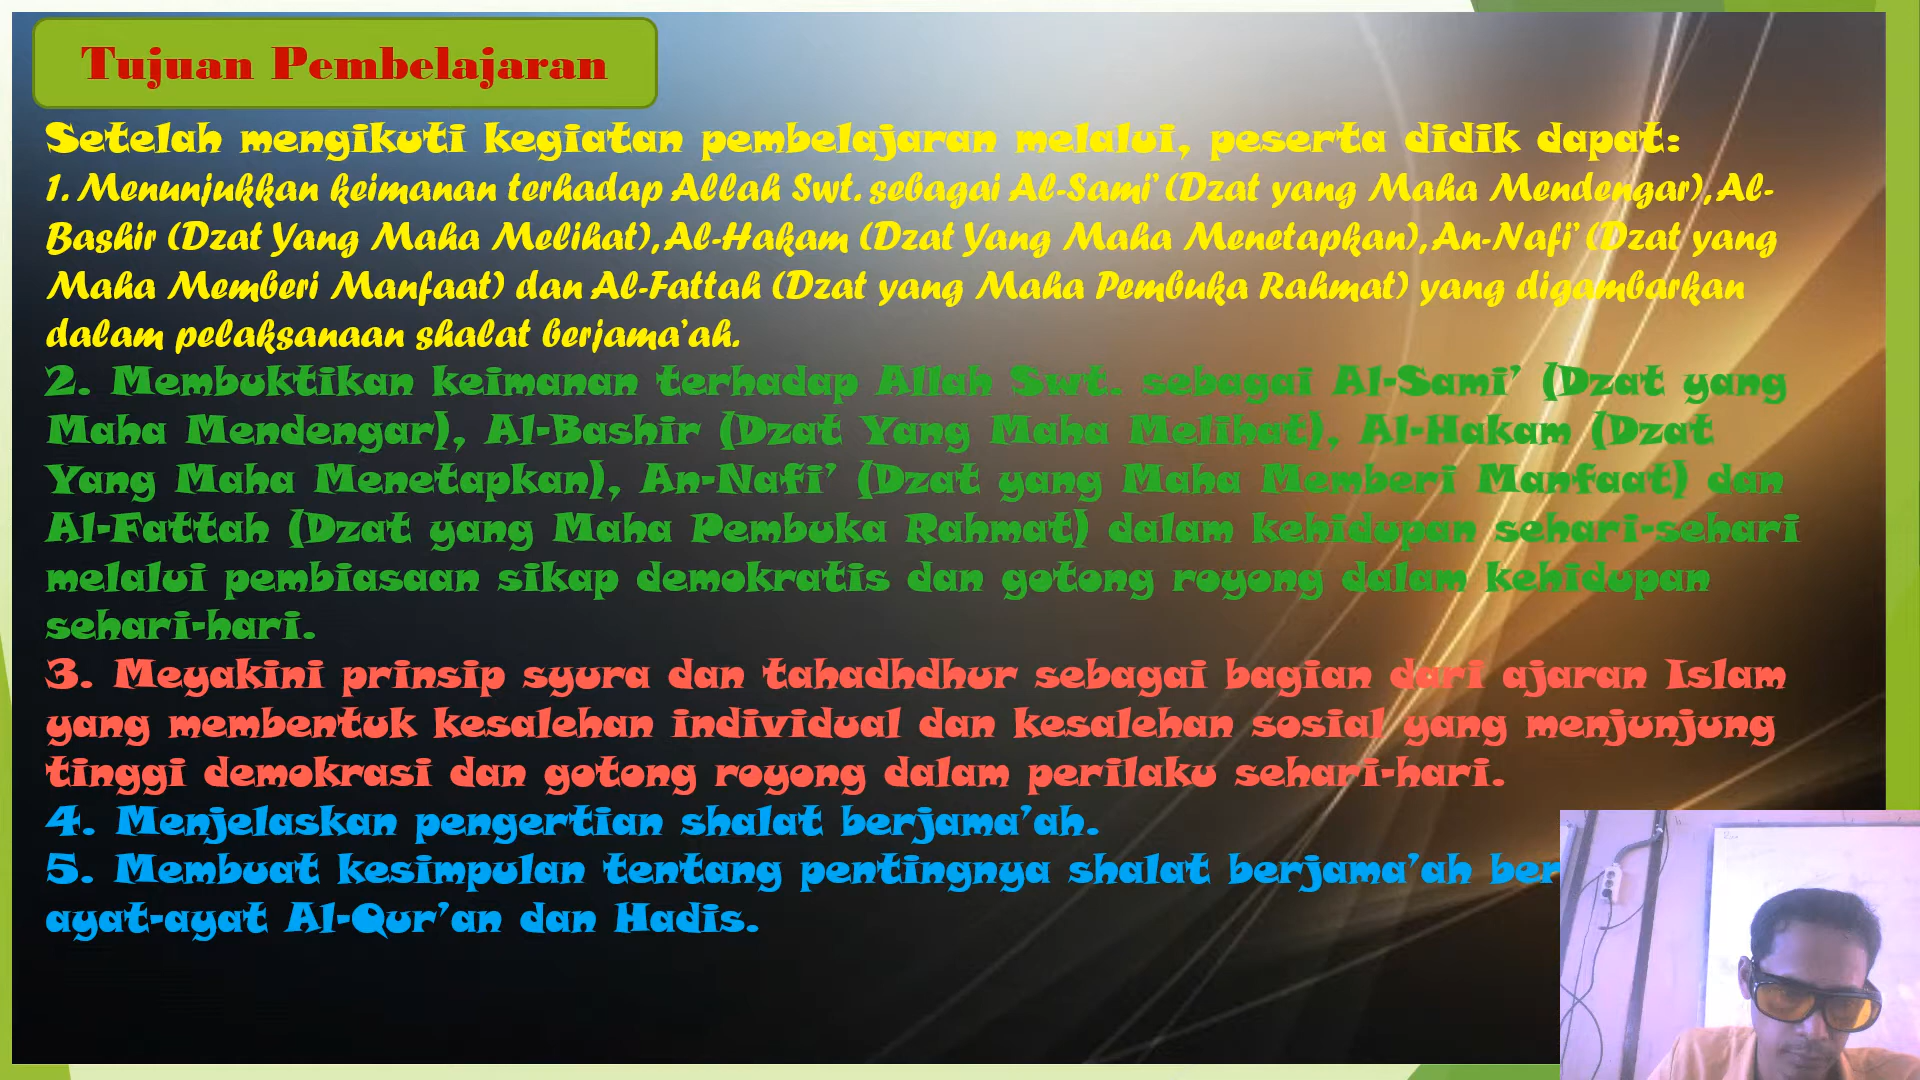 Tujuan Pembelajaran
Setelah mengikuti kegiatan pembelajaran melalui, peserta didik dapat:
1. Menunjukkan keimanan terhadap Allah Swt. sebagai Al-Sami’ (Dzat yang Maha Mendengar), Al-
Bashir (Dzat Yang Maha Melihat), Al-Hakam (Dzat Yang Maha Menetapkan), An-Nafi’ (Dzat yang
Maha Memberi Manfaat) dan Al-Fattah (Dzat yang Maha Pembuka Rahmat) yang digambarkan
dalam pelaksanaan shalat berjama’ah.
2. Membuktikan keimanan terhadap Allah Swt. sebagai Al-Sami’ (Dzat yang
Maha Mendengar), Al-Bashir (Dzat Yang Maha Melihat), Al-Hakam (Dzat
Yang Maha Menetapkan), An-Nafi’ (Dzat yang Maha Memberi Manfaat) dan
Al-Fattah (Dzat yang Maha Pembuka Rahmat) dalam kehidupan sehari-sehari
melalui pembiasaan sikap demokratis dan gotong royong dalam kehidupan
sehari-hari.
3. Meyakini prinsip syura dan tahadhdhur sebagai bagian dari ajaran Islam
yang membentuk kesalehan individual dan kesalehan sosial yang menjunjung
tinggi demokrasi dan gotong royong dalam perilaku sehari-hari.
4. Menjelaskan pengertian shalat berjama’ah.
5. Membuat kesimpulan tentang pentingnya shalat berjama’ah ber
ayat-ayat Al-Qur’an dan Hadis.